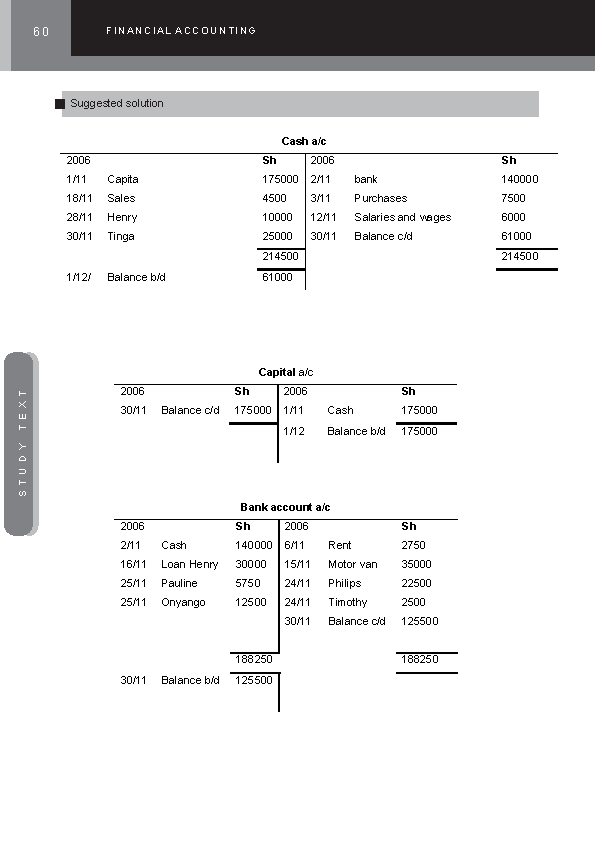 60 FINANCIAL ACCOUNTING
Suggested solution
Cash a/c
2006 Sh 2006 Sh
1/11 Capita 175000 2/11 bank 140000
18/11 Sales 4500 3/11 Purchases 7500
28/11 Henry 10000 12/11 Salaries and wages 6000
30/11 Tinga 25000 30/11 Balance c/d 61000
214500 214500
1/12/ Balance b/d 61000
Capital a/c
2006 Sh 2006 Sh
30/11 Balance c/d 175000 1/11 Cash 175000
1/12 Balance b/d 175000
STUDY TEXT
Bank account a/c
2006 Sh 2006 Sh
2/11 Cash 140000 6/11 Rent 2750
16/11 Loan Henry 30000 15/11 Motor van 35000
25/11 Pauline 5750 24/11 Philips 22500
25/11 Onyango 12500 24/11 Timothy 2500
30/11 Balance c/d 125500
188250 188250
30/11 Balance b/d 125500